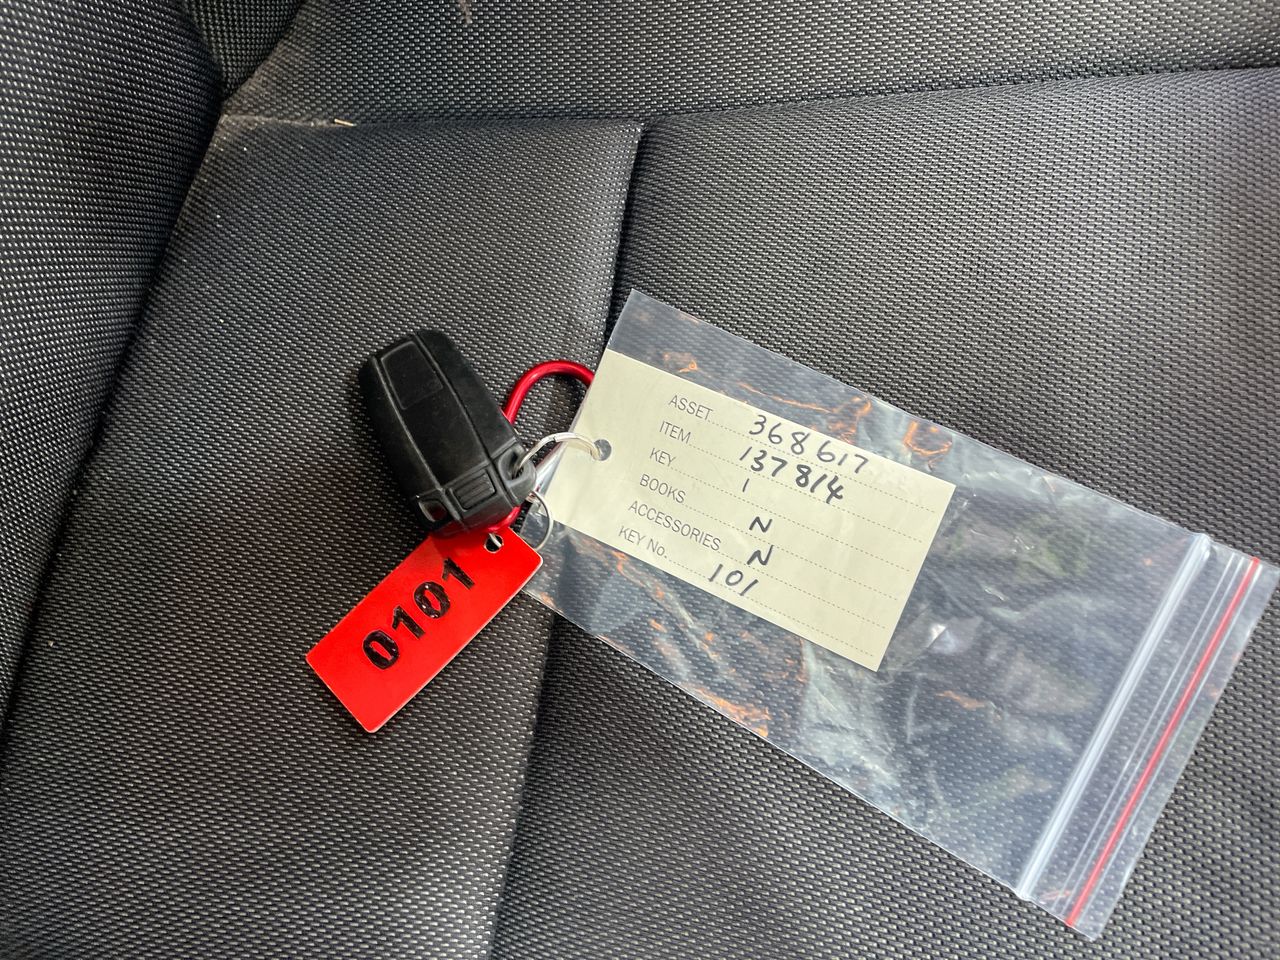 ASSET 368617
ITEM 137814
KEY 1
BOOKS N
ACCESSORIES N
KEY No. 101
0101